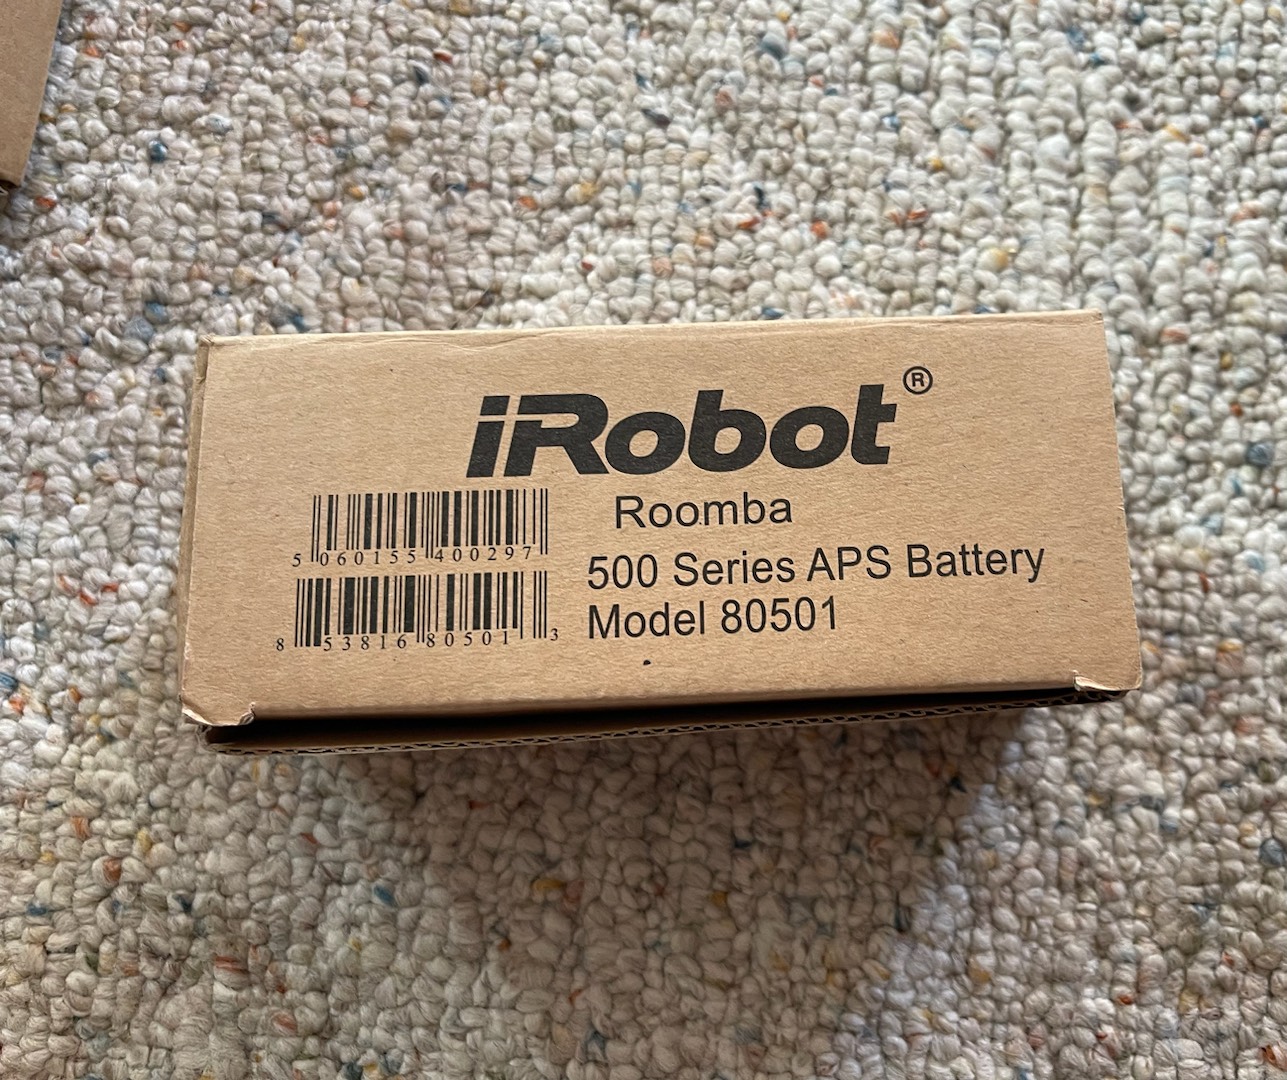 iRobot®
Roomba
500 Series APS Battery
Model 80501
5 060155 400297
8 53816 80501 3